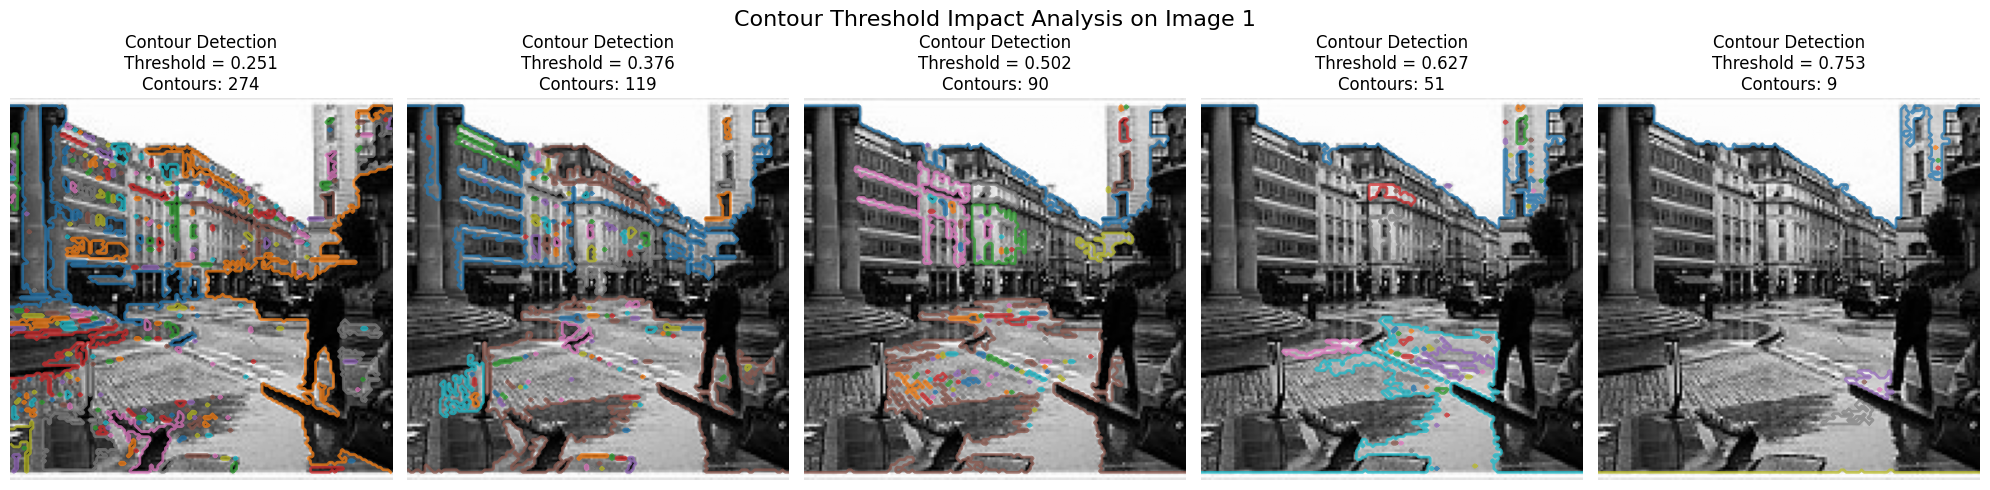 Contour Threshold Impact Analysis on Image 1
Contour Detection
Threshold = 0.251
Contours: 274
Contour Detection
Threshold = 0.376
Contours: 119
Contour Detection
Threshold = 0.502
Contours: 90
Contour Detection
Threshold = 0.627
Contours: 51
Contour Detection
Threshold = 0.753
Contours: 9